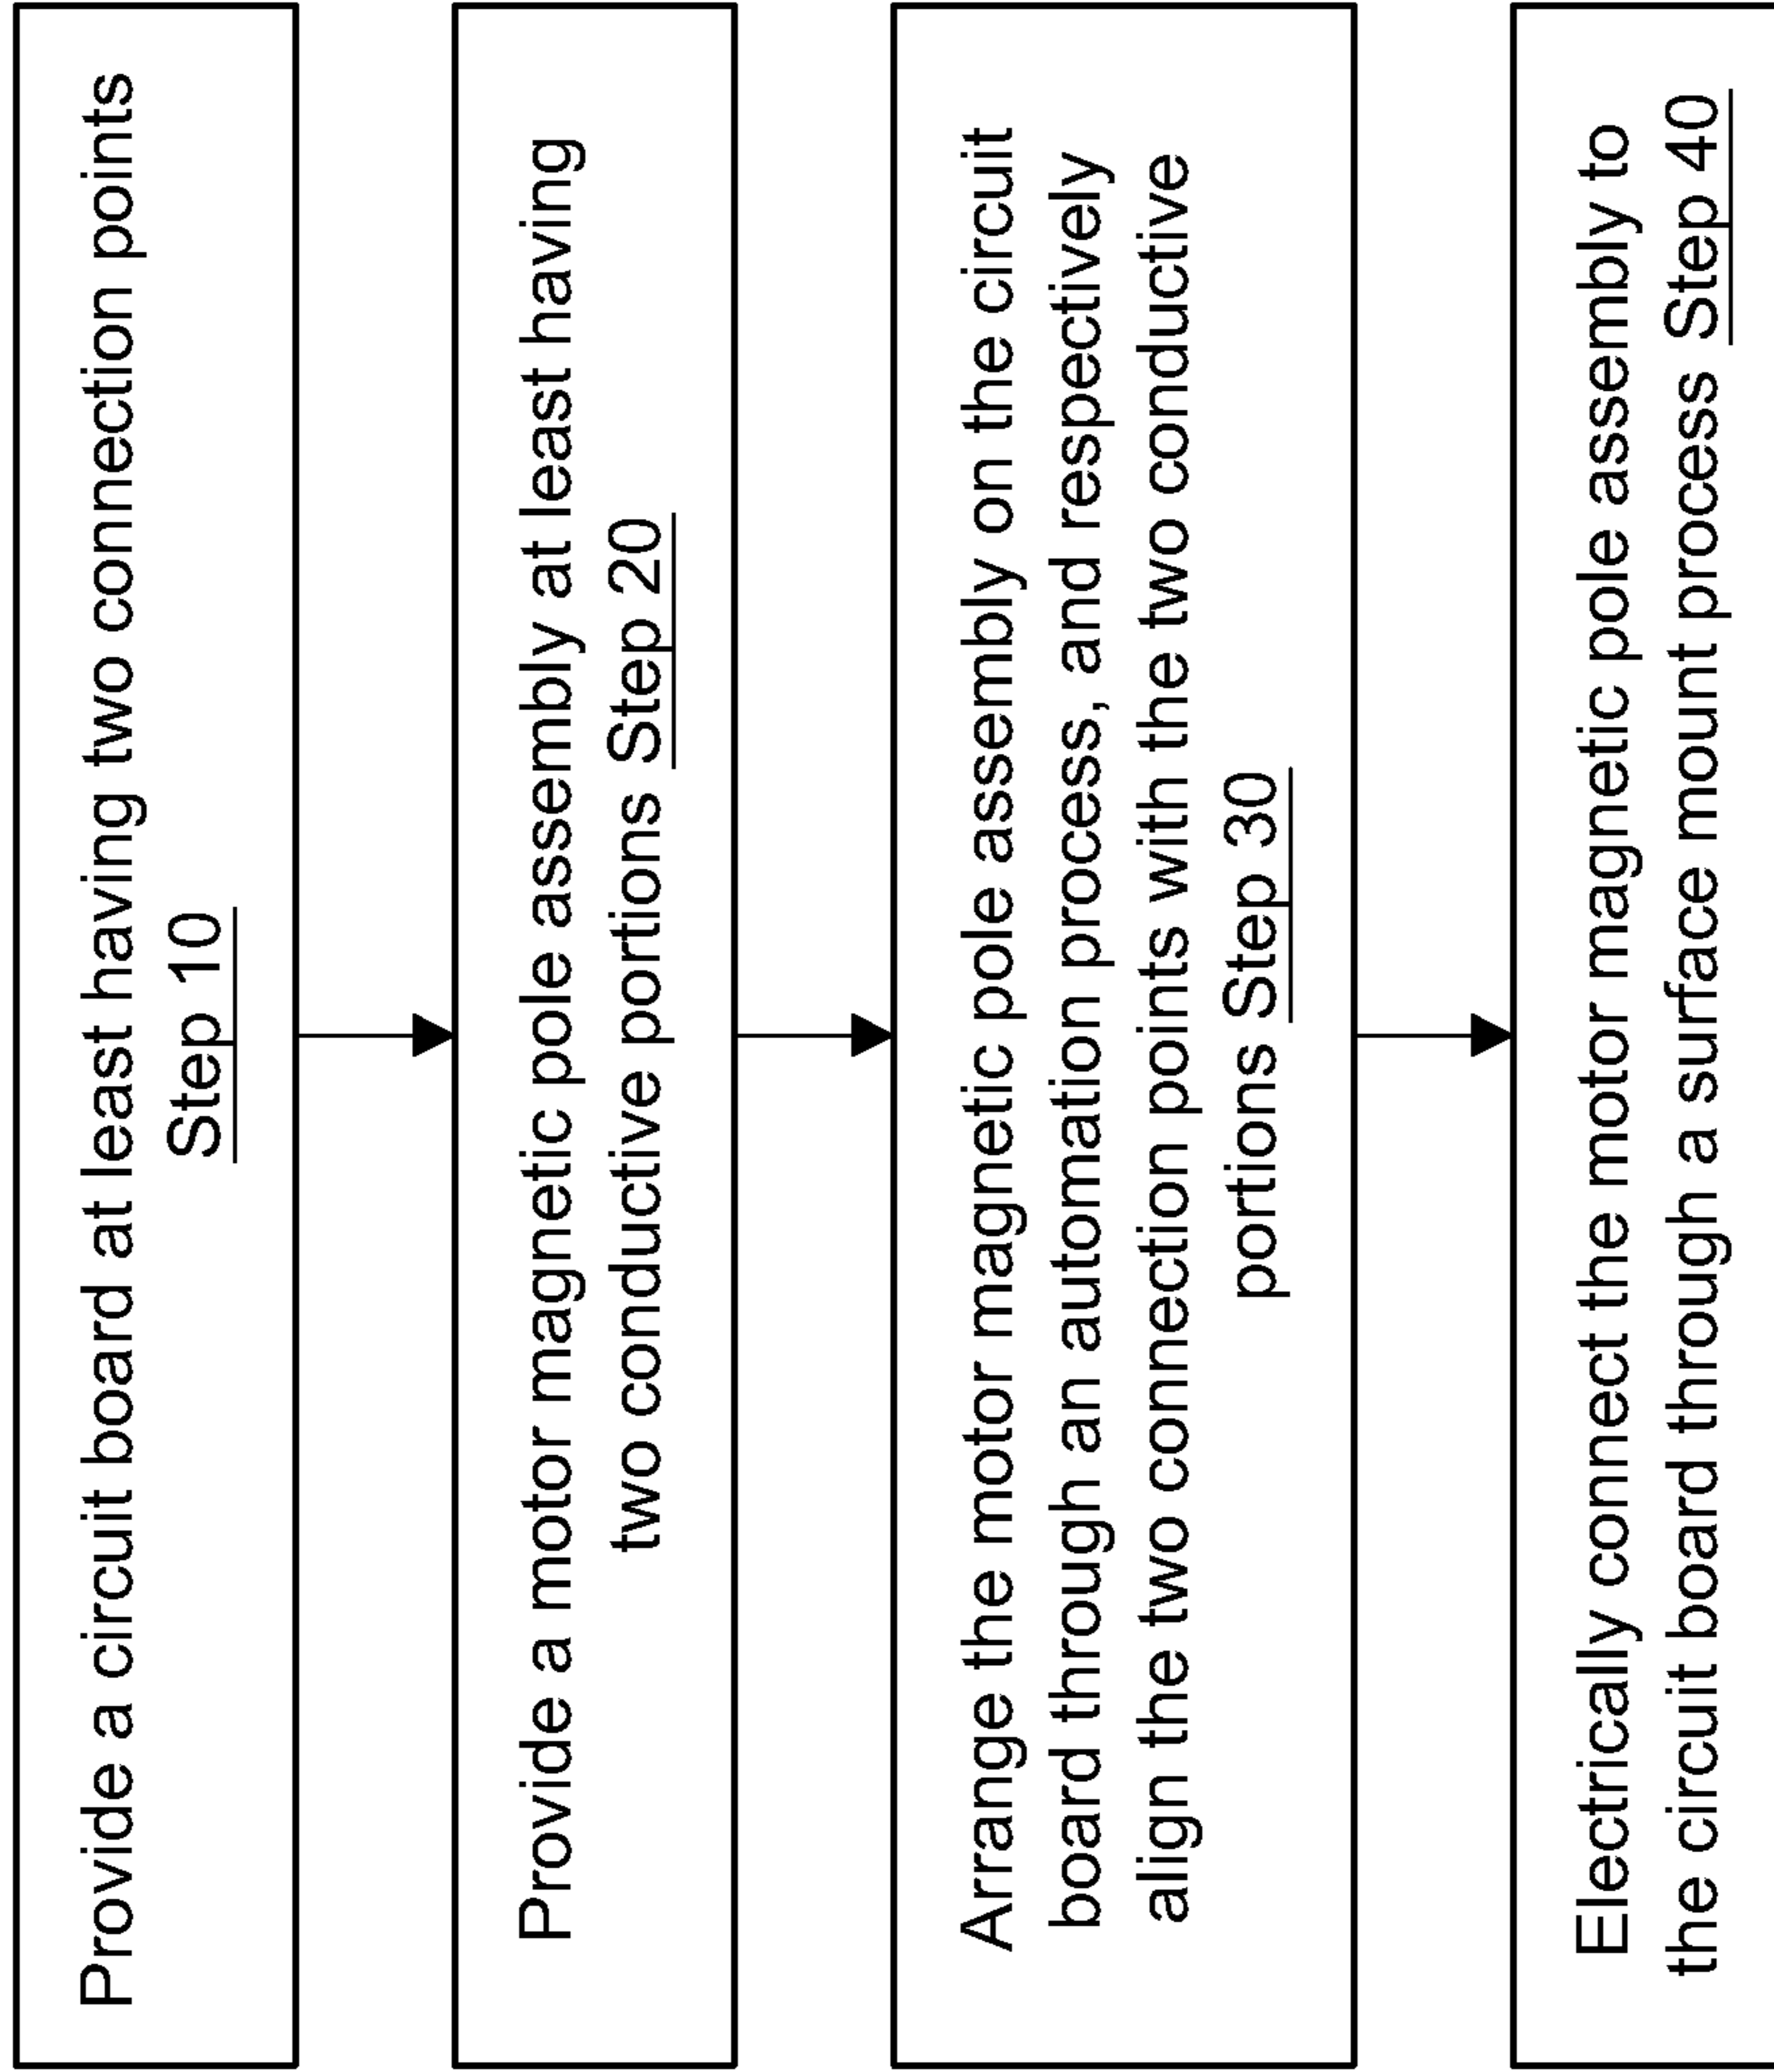 Provide a circuit board at least having two connection points
Step 10
Provide a motor magnetic pole assembly at least having
two conductive portions Step 20
Arrange the motor magnetic pole assembly on the circuit
board through an automation process, and respectively
align the two connection points with the two conductive
portions Step 30
Electrically connect the motor magnetic pole assembly to
the circuit board through a surface mount process Step 40